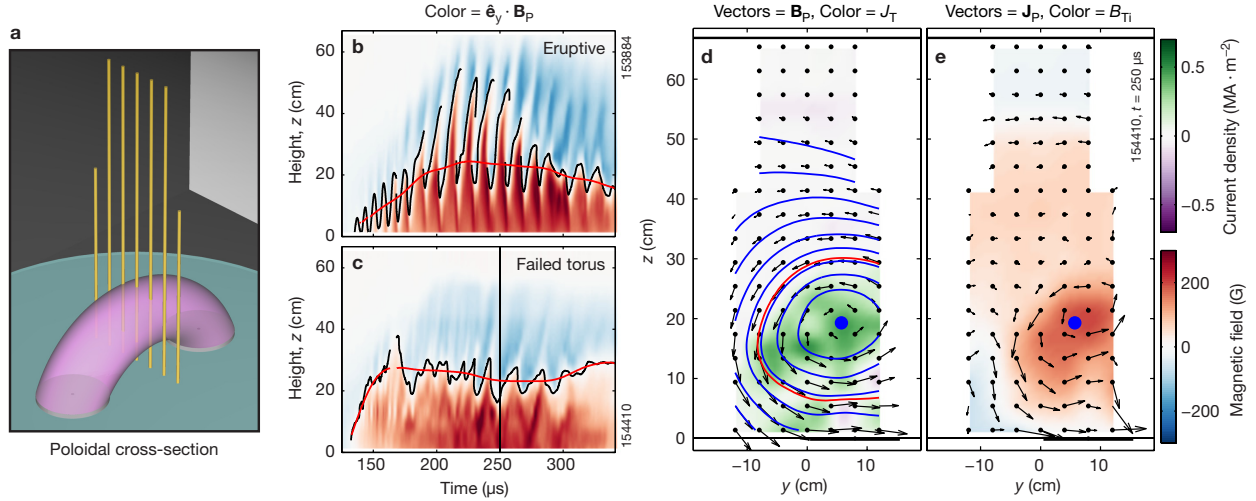 Color = ê_y · B_P
Vectors = B_P, Color = J_T
Vectors = J_P, Color = B_Ti
a
Poloidal cross-section
b
Eruptive
153884
Height, z (cm)
60
40
20
0
c
Failed torus
154410
Height, z (cm)
60
40
20
0
150
200
250
300
Time (μs)
d
z (cm)
60
50
40
30
20
10
0
−10
0
10
y (cm)
e
154410, t = 250 μs
−10
0
10
y (cm)
0.5
0
−0.5
Current density (MA · m⁻²)
200
0
−200
Magnetic field (G)